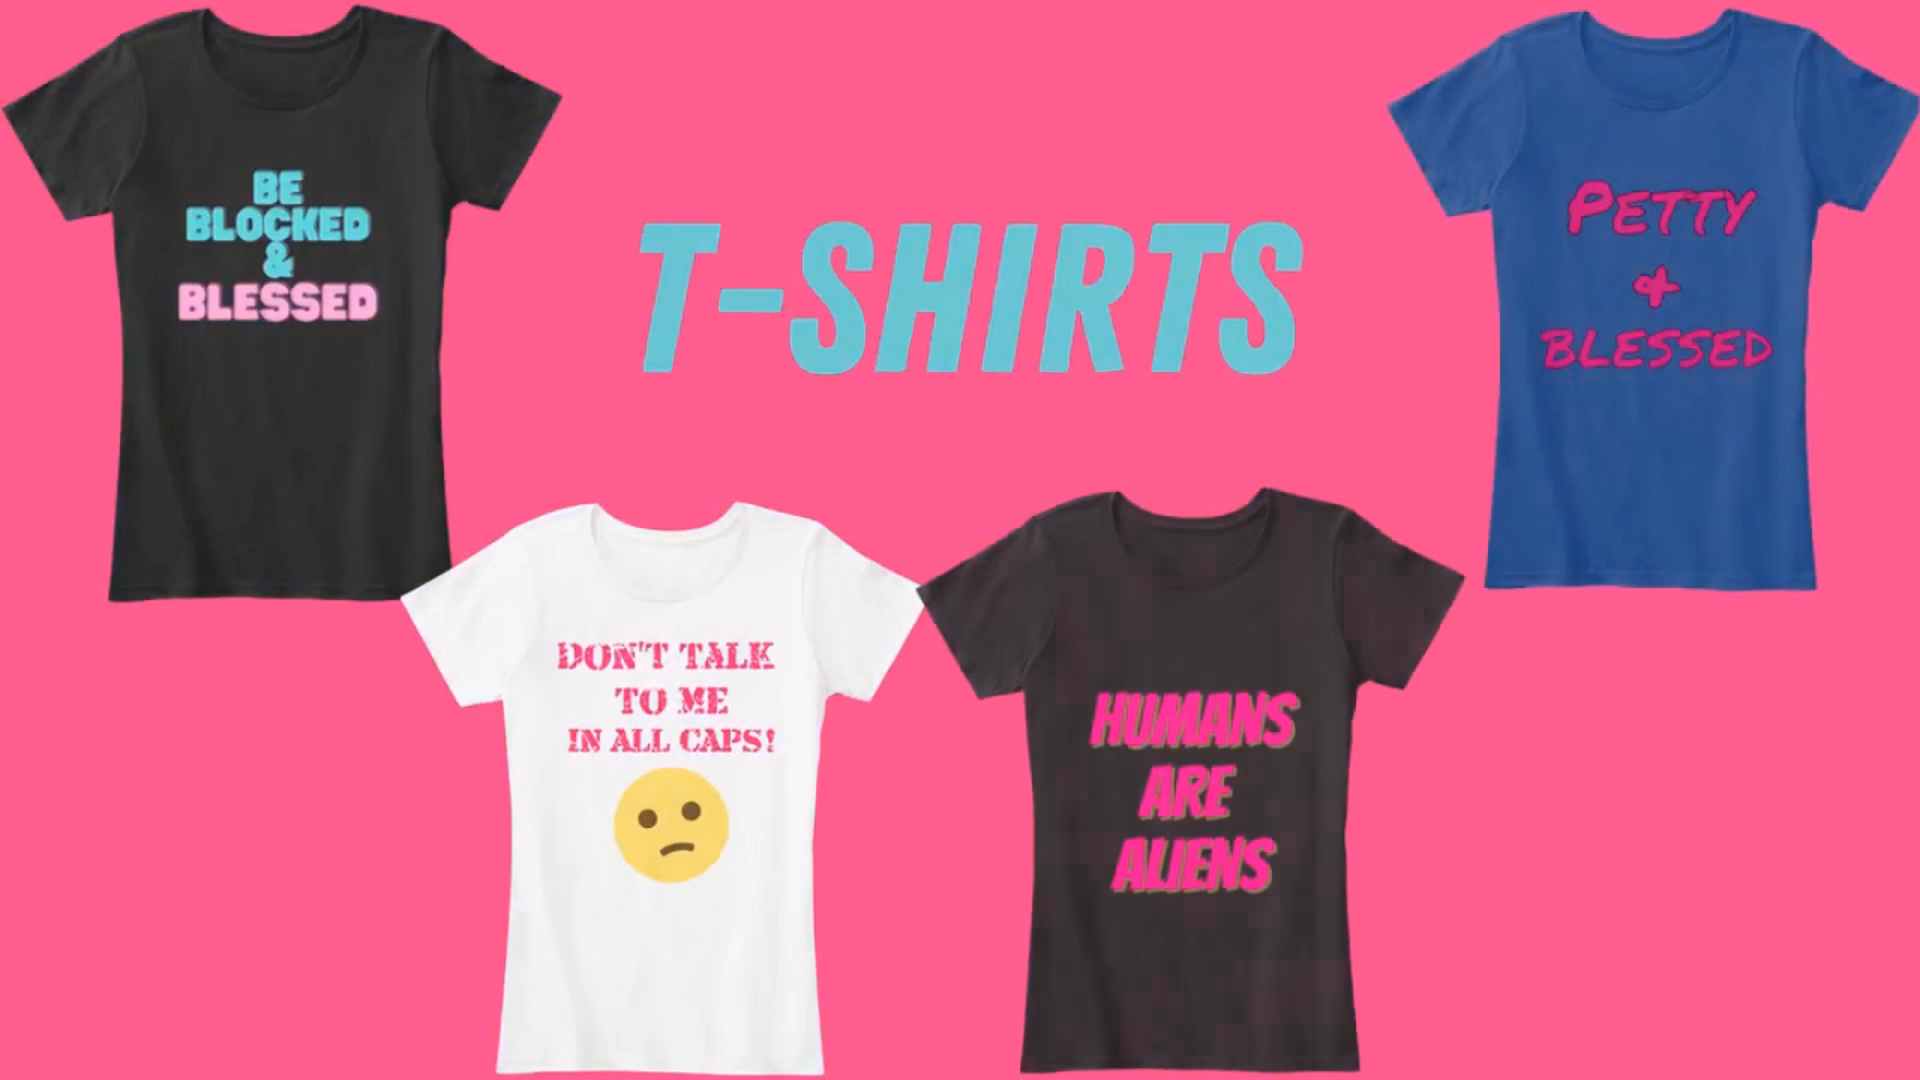 BE
BLOCKED
&
BLESSED
T-SHIRTS
PETTY
&
BLESSED
DON'T TALK
TO ME
IN ALL CAPS!
HUMANS
ARE
ALIENS